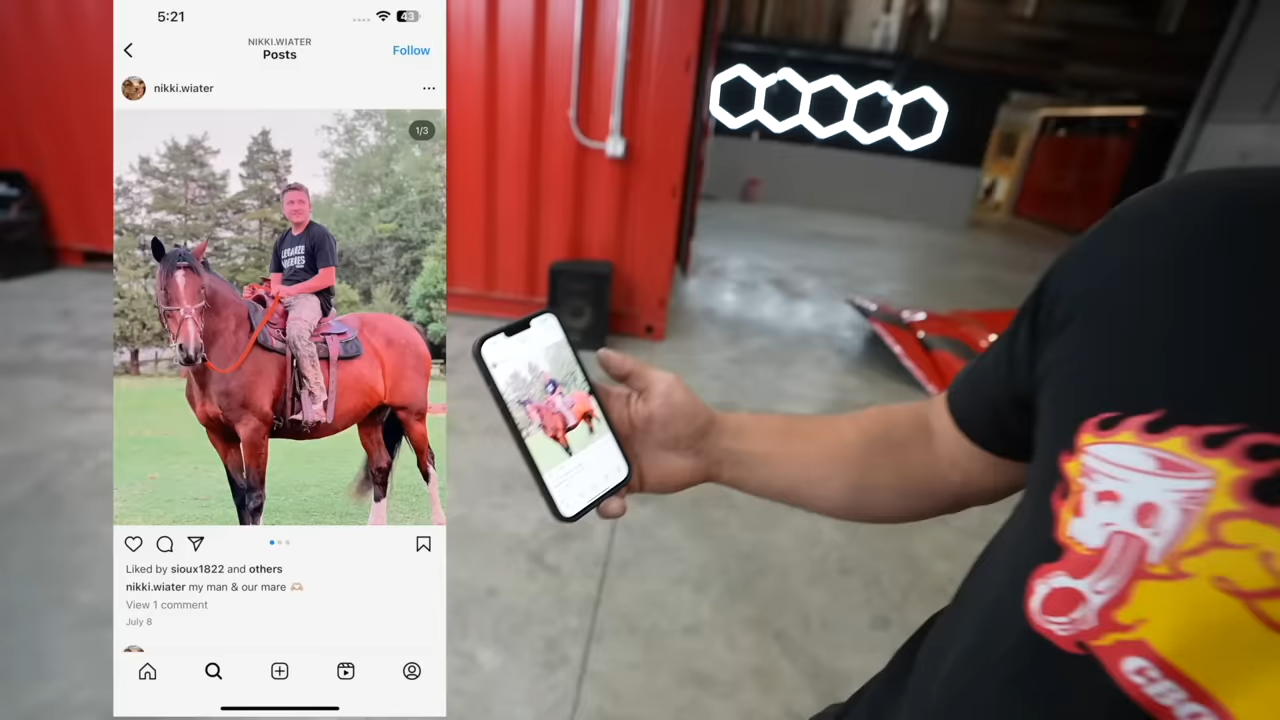 5:21
43
NIKKI.WIATER
Posts
Follow
nikki.wiater
1/3
Liked by sioux1822 and others
nikki.wiater my man & our mare 🫶🏼
View 1 comment
July 8